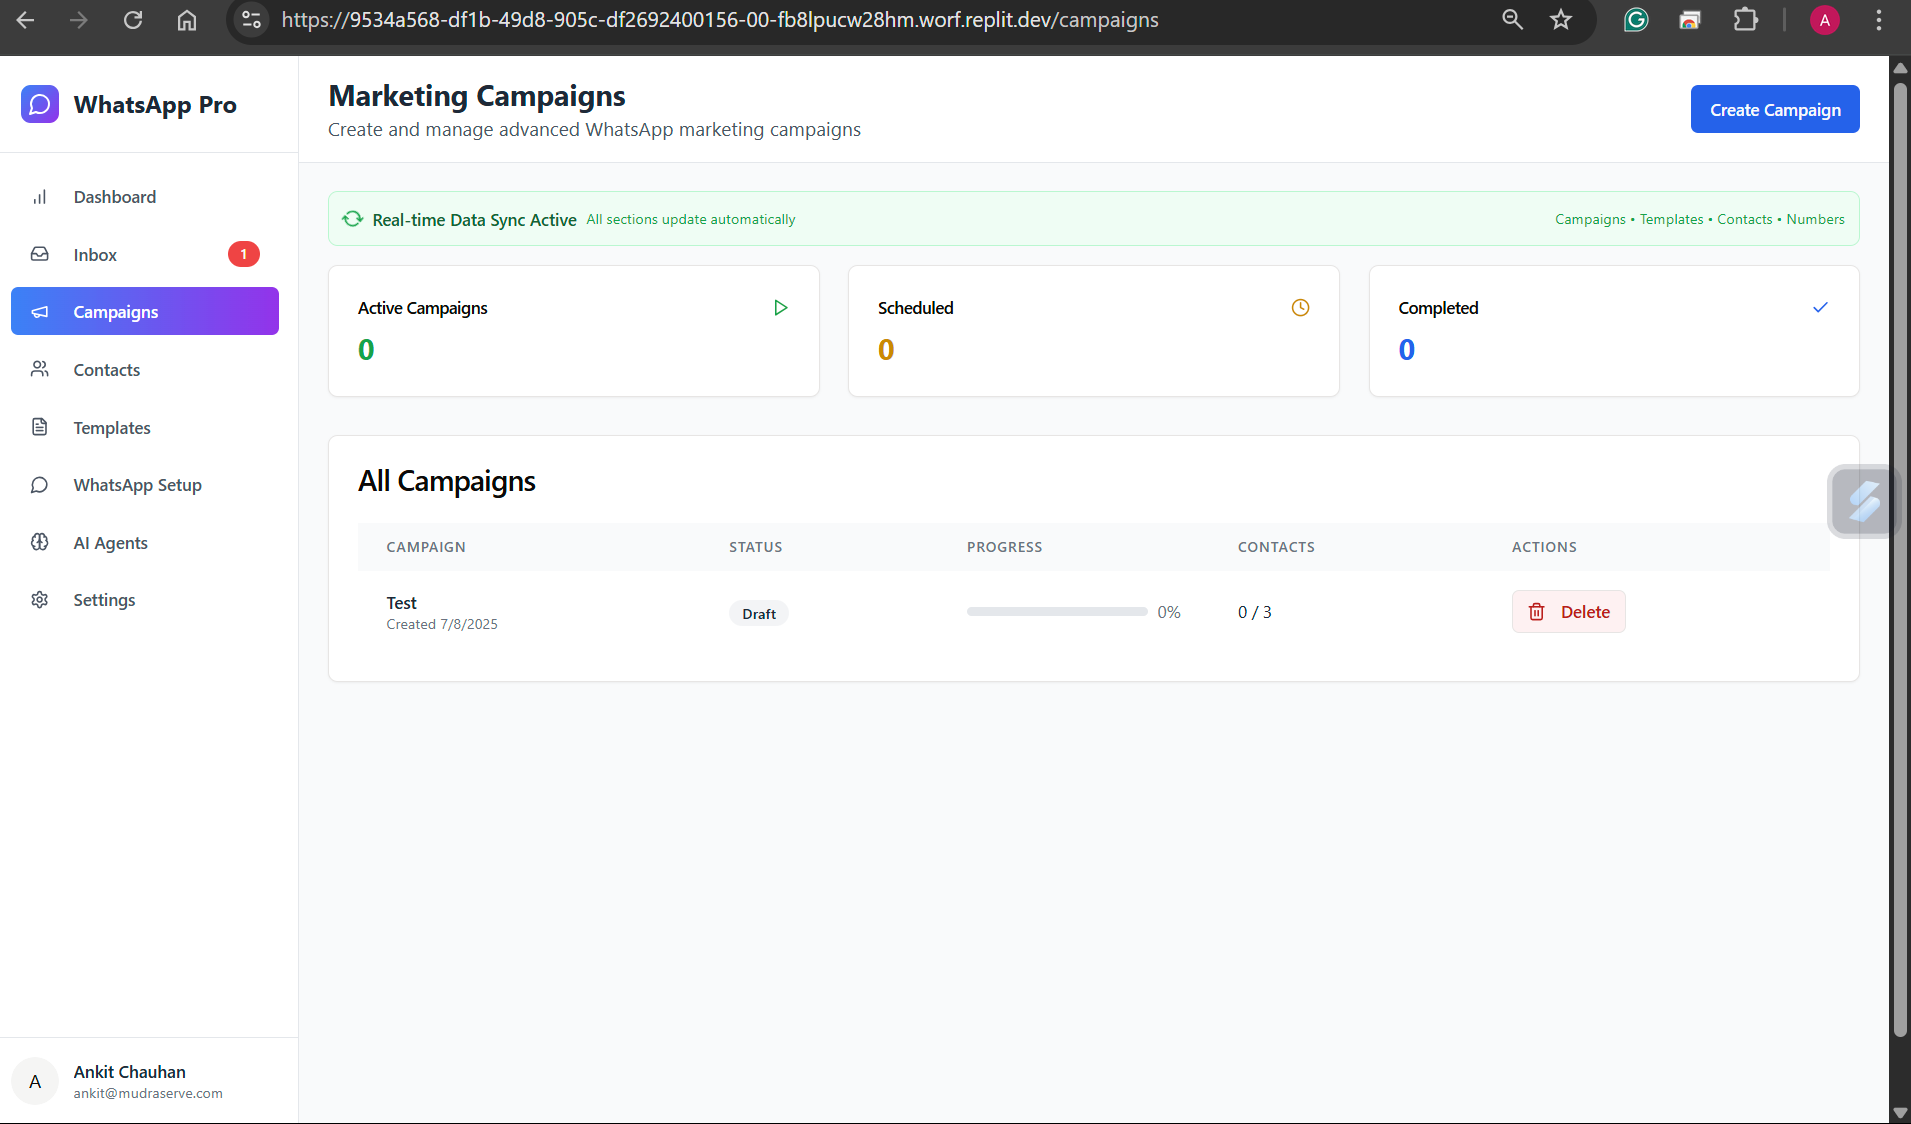 https://9534a568-df1b-49d8-905c-df2692400156-00-fb8lpucw28hm.worf.replit.dev/campaigns
A
WhatsApp Pro
Dashboard
Inbox 1
Campaigns
Contacts
Templates
WhatsApp Setup
AI Agents
Settings
A
Ankit Chauhan
ankit@mudraserve.com
Marketing Campaigns
Create and manage advanced WhatsApp marketing campaigns
Create Campaign
Real-time Data Sync Active All sections update automatically Campaigns • Templates • Contacts • Numbers
Active Campaigns
0
Scheduled
0
Completed
0
All Campaigns
CAMPAIGN STATUS PROGRESS CONTACTS ACTIONS
Test
Created 7/8/2025
Draft 0% 0 / 3 Delete